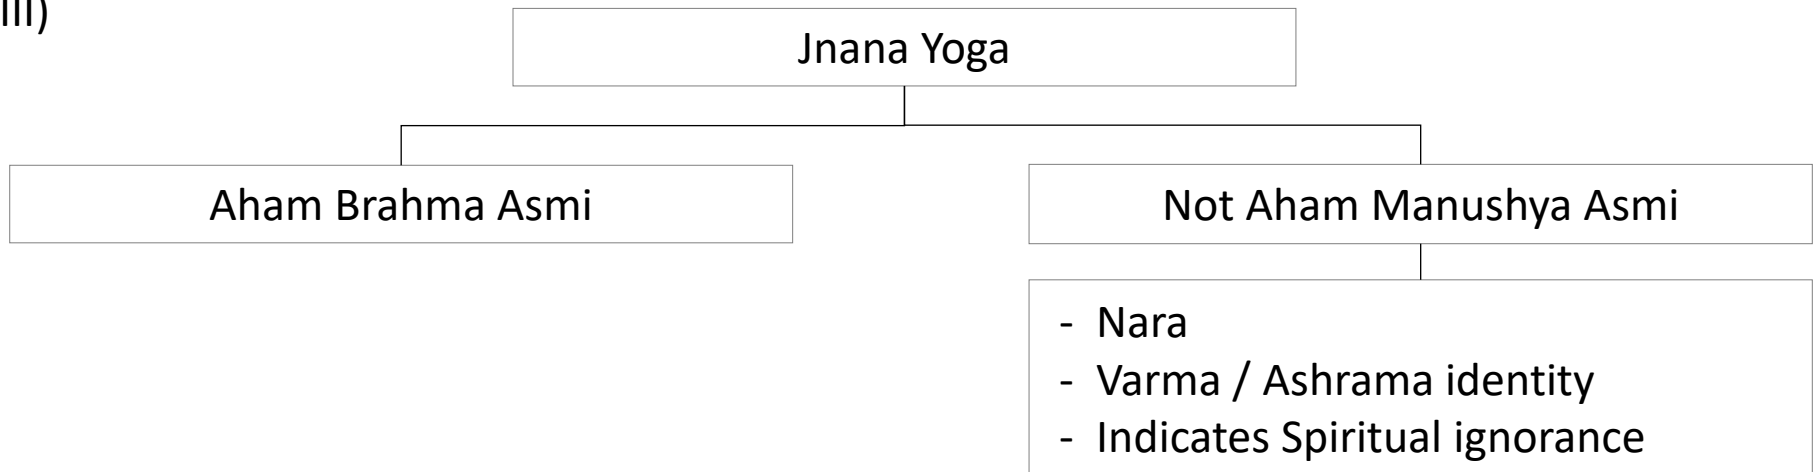 III)
Jnana Yoga
Aham Brahma Asmi
Not Aham Manushya Asmi
- Nara
- Varma / Ashrama identity
- Indicates Spiritual ignorance